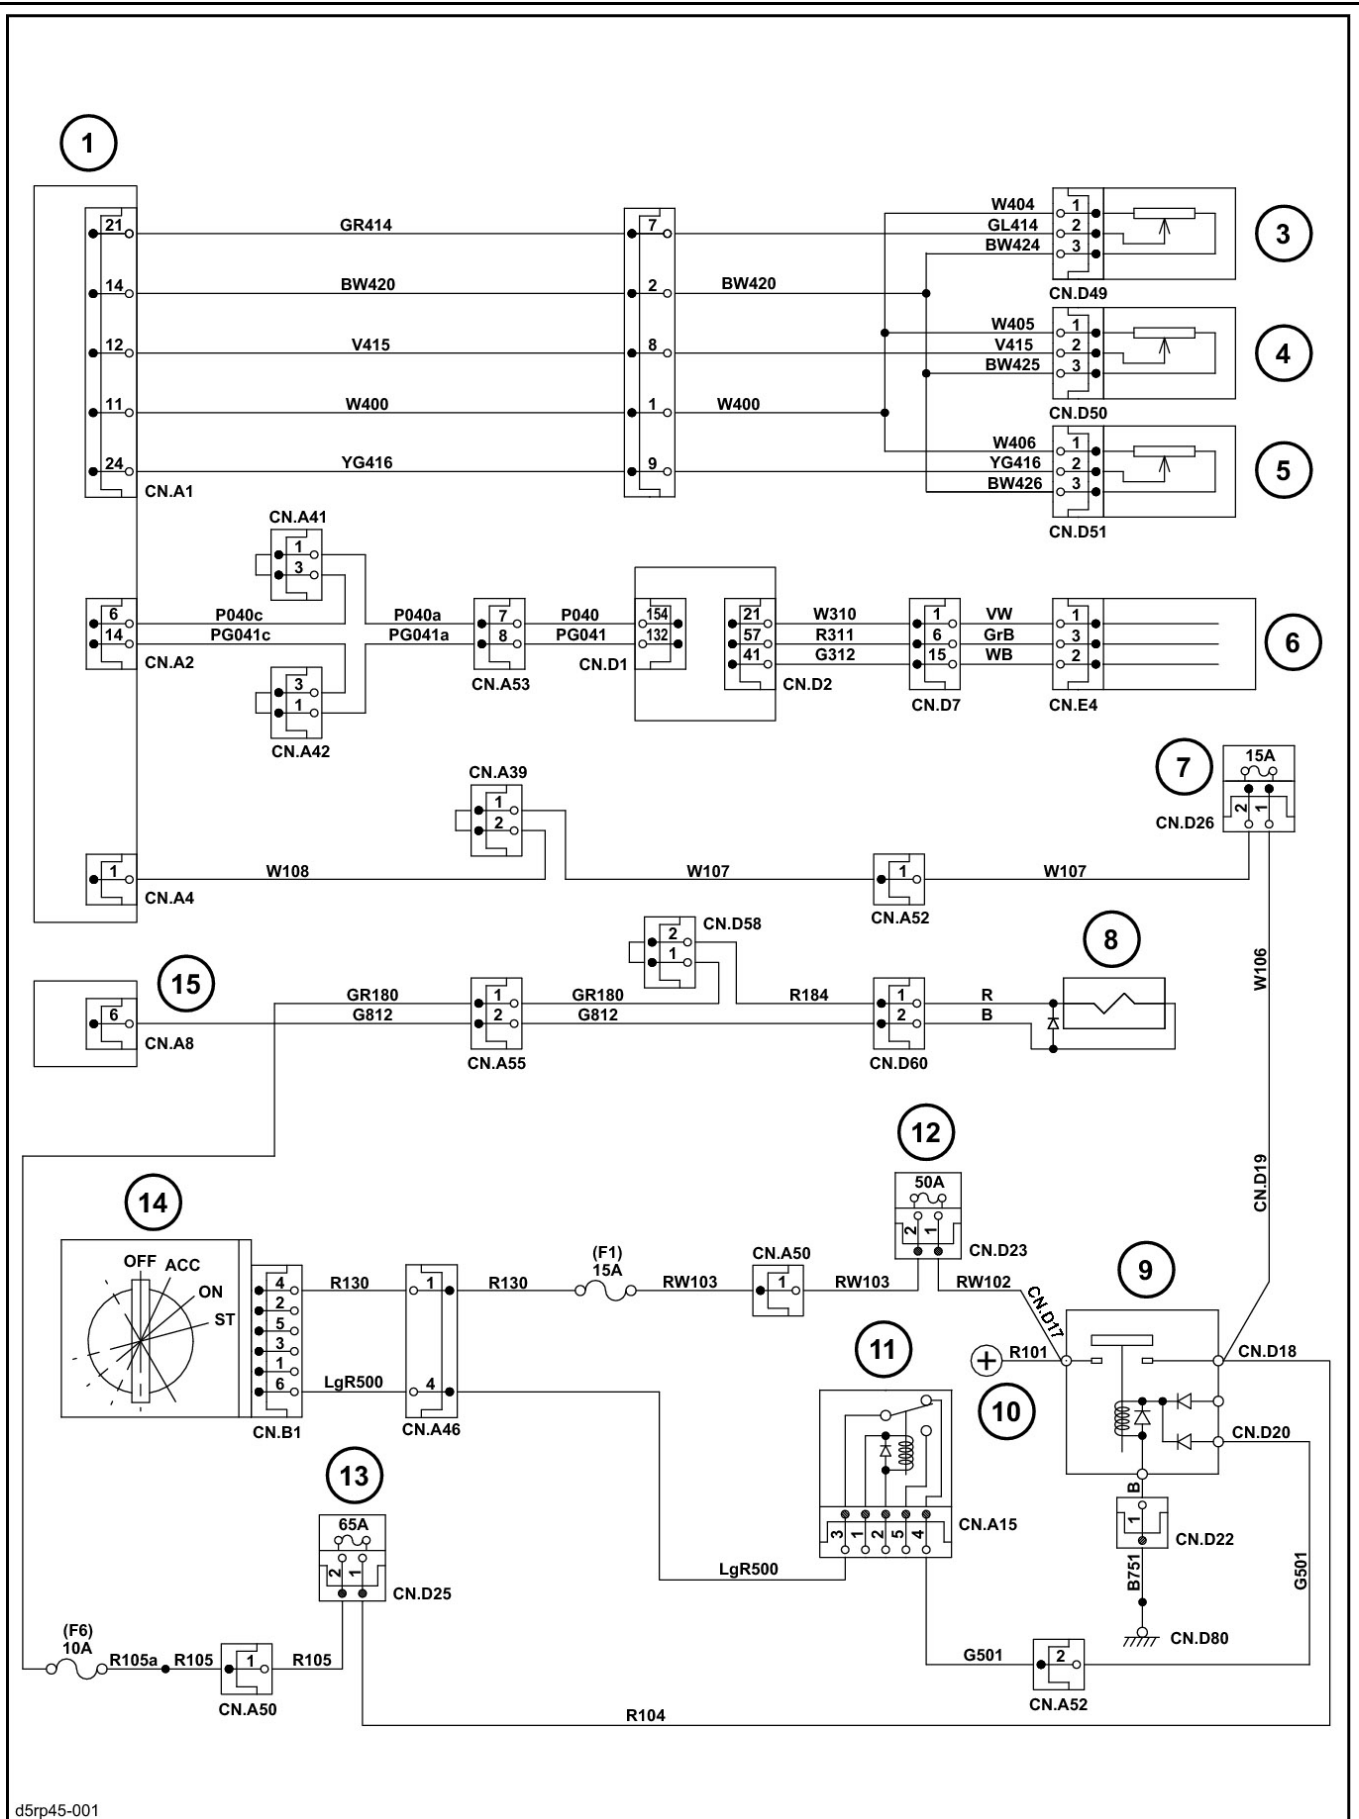 1
W404
21 GR414 7 GL414 1 2 3
BW424
3
14 BW420 2 BW420
CN.D49
W405
12 V415 8 V415 1 2 3
BW425
4
11 W400 1 W400
CN.D50
W406
24 YG416 9 YG416 1 2 3
BW426
5
CN.A1
CN.D51
CN.A41
1
3
6 P040c P040a 7 P040 154 21 W310 1 VW 1
14 PG041c PG041a 8 PG041 132 57 R311 6 GrB 3
41 G312 15 WB 2
6
CN.A2 CN.A53 CN.D1 CN.D2 CN.D7 CN.E4
3
1
CN.A42
7
15A
2 1
CN.D26
CN.A39
1
2
1 W108 W107 1 W107
CN.A4 CN.A52
CN.D58
2
1
8
W106
15
GR180 1 GR180 R184 1 R
6 G812 2 G812 2 B
CN.A8 CN.A55 CN.D60
12
50A
2 1
CN.D23
CN.D19
14
OFF ACC
ON
ST
(F1)
15A
CN.A50
9
4 R130 1 R130 RW103 1 RW103 RW102
CN.D17
2
5
3
1
6 LgR500 4
CN.B1 CN.A46
11
R101
CN.D18
10
CN.D20
13
65A
2 1
CN.D25
3 1 2 5 4
CN.A15
B
1
CN.D22
LgR500
B751
G501
CN.D80
(F6)
10A
R105a R105 1 R105
CN.A50
G501 2
CN.A52
R104
d5rp45-001